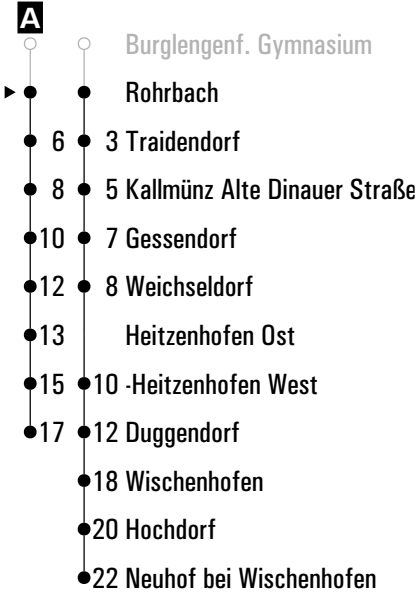 A
Burglengenf. Gymnasium
Rohrbach
6 3 Traidendorf
8 5 Kallmünz Alte Dinauer Straße
10 7 Gessendorf
12 8 Weichseldorf
13 Heitzenhofen Ost
15 10 -Heitzenhofen West
17 12 Duggendorf
18 Wischenhofen
20 Hochdorf
22 Neuhof bei Wischenhofen